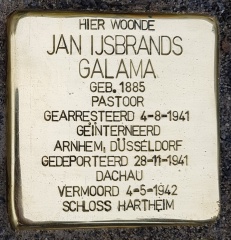 HIER WOONDE
JAN IJSBRANDS
GALAMA
GEB. 1885
PASTOOR
GEARRESTEERD 4-8-1941
GEÏNTERNEERD
ARNHEM, DÜSSELDORF
GEDEPORTEERD 28-11-1941
DACHAU
VERMOORD 4-5-1942
SCHLOSS HARTHEIM